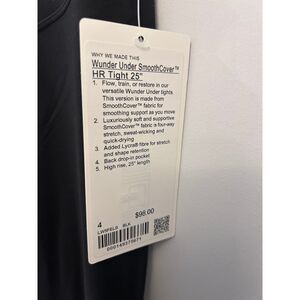 WHY WE MADE THIS
Wunder Under SmoothCover™
HR Tight 25"
1. Flow, train, or restore in our
versatile Wunder Under tights.
This version is made from
SmoothCover™ fabric for
smoothing support as you move
2. Luxuriously soft and supportive
SmoothCover™ fabric is four-way
stretch, sweat-wicking and
quick-drying
3. Added Lycra® fibre for stretch
and shape retention
4. Back drop-in pocket
5. High rise, 25" length
$98.00
4
BLK